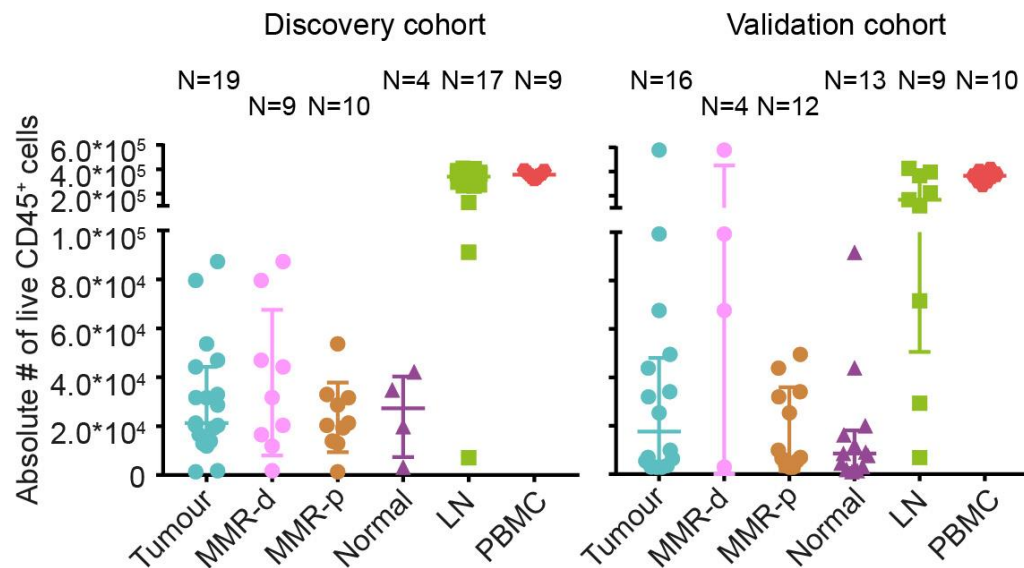 Discovery cohort
Validation cohort
N=19
N=9
N=10
N=4
N=17
N=9
N=16
N=4
N=12
N=13
N=9
N=10
Absolute # of live CD45⁺ cells
6.0*10⁵
4.0*10⁵
2.0*10⁵
1.0*10⁵
8.0*10⁴
6.0*10⁴
4.0*10⁴
2.0*10⁴
0
Tumour
MMR-d
MMR-p
Normal
LN
PBMC
Tumour
MMR-d
MMR-p
Normal
LN
PBMC